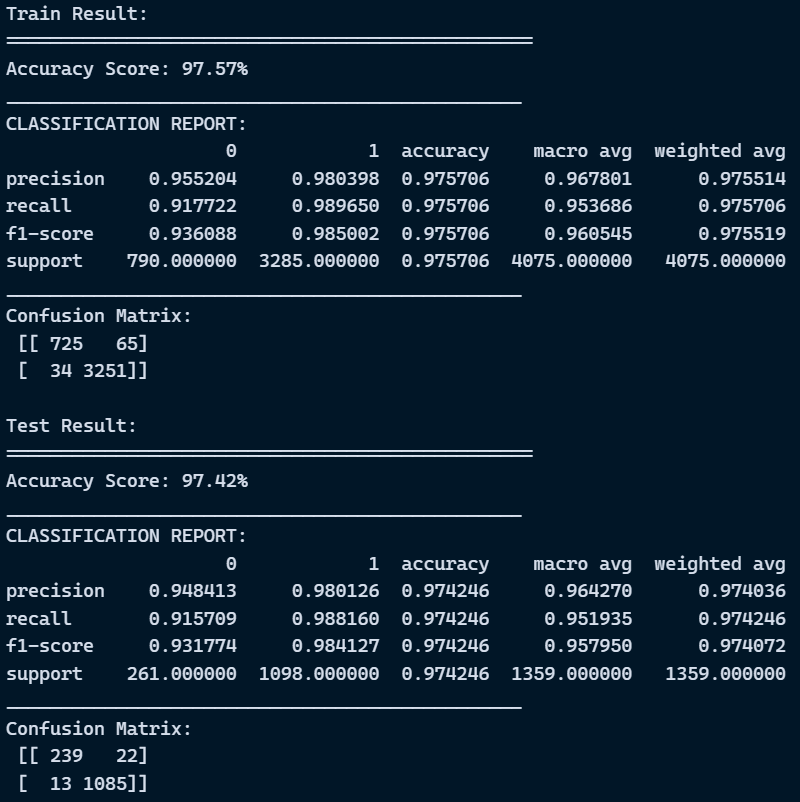 Train Result:
================================================
Accuracy Score: 97.57%
_______________________________________________
CLASSIFICATION REPORT:
                    0            1  accuracy    macro avg  weighted avg
precision    0.955204     0.980398  0.975706     0.967801      0.975514
recall       0.917722     0.989650  0.975706     0.953686      0.975706
f1-score     0.936088     0.985002  0.975706     0.960545      0.975519
support    790.000000  3285.000000  0.975706  4075.000000   4075.000000
_______________________________________________
Confusion Matrix:
 [[ 725   65]
 [  34 3251]]
Test Result:
================================================
Accuracy Score: 97.42%
_______________________________________________
CLASSIFICATION REPORT:
                    0            1  accuracy    macro avg  weighted avg
precision    0.948413     0.980126  0.974246     0.964270      0.974036
recall       0.915709     0.988160  0.974246     0.951935      0.974246
f1-score     0.931774     0.984127  0.974246     0.957950      0.974072
support    261.000000  1098.000000  0.974246  1359.000000   1359.000000
_______________________________________________
Confusion Matrix:
 [[ 239   22]
 [  13 1085]]